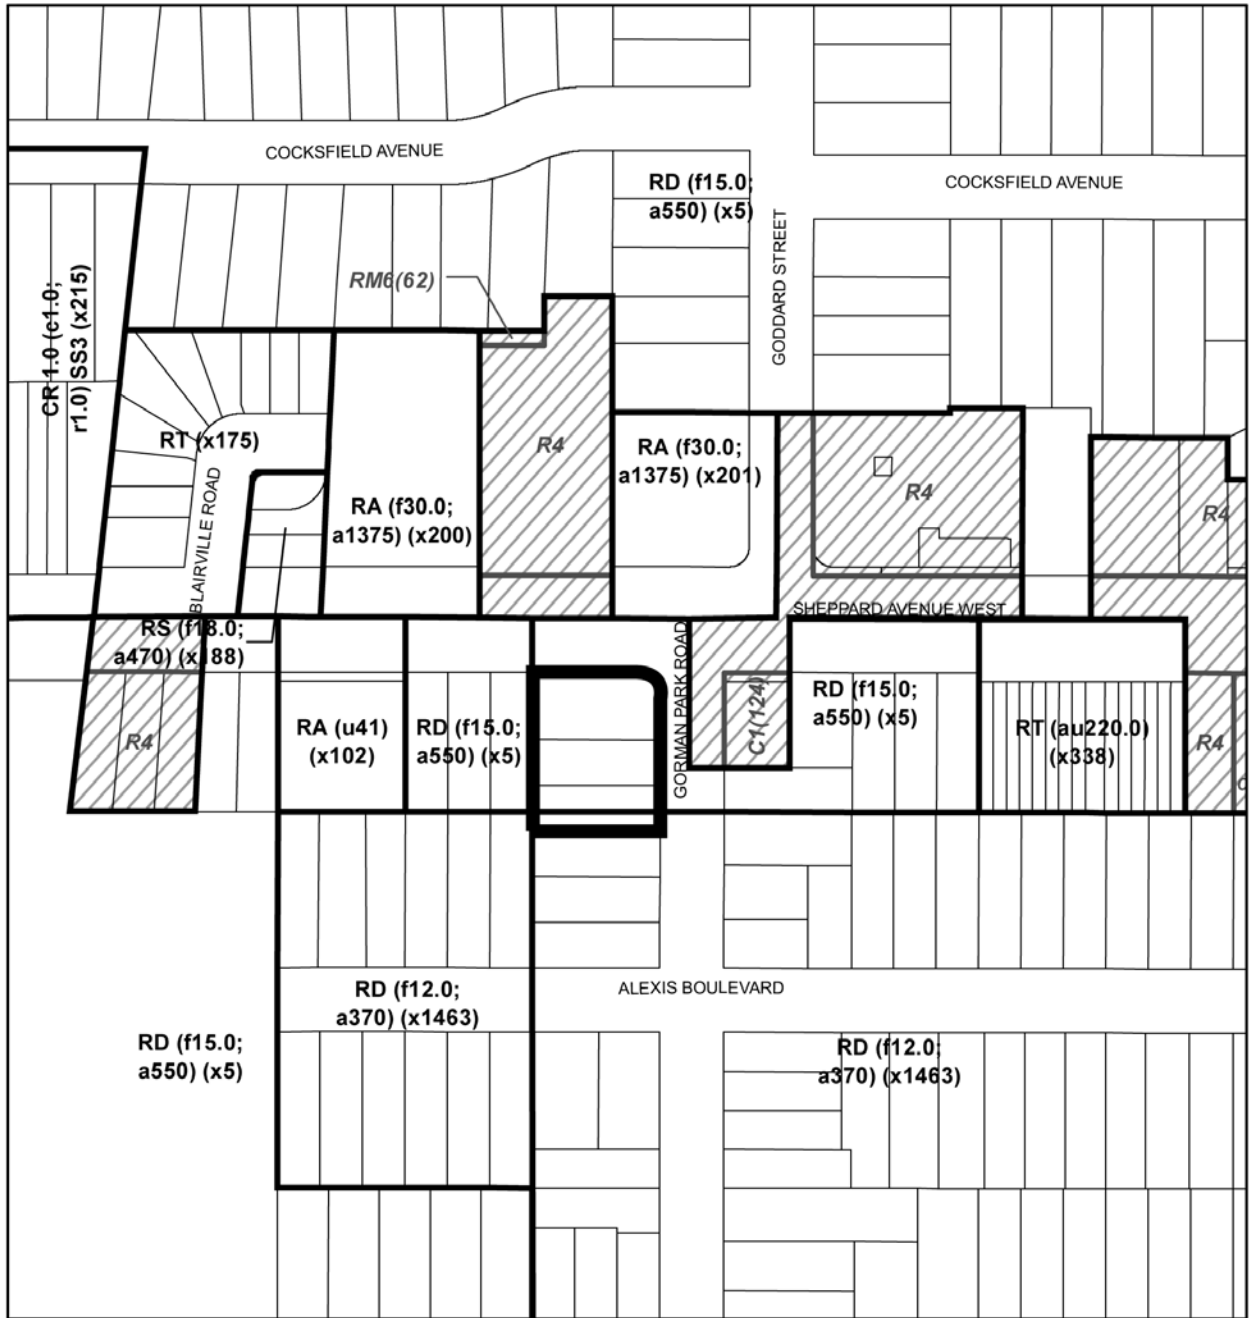 COCKSFIELD AVENUE
RD (f15.0;
a550) (x5)
COCKSFIELD AVENUE
GODDARD STREET
RM6(62)
CR 1.0 (c1.0;
r1.0) SS3 (x215)
RT (x175)
R4
RA (f30.0;
a1375) (x201)
R4
R4
BLAIRVILLE ROAD
RA (f30.0;
a1375) (x200)
SHEPPARD AVENUE WEST
RS (f18.0;
a470) (x188)
GORMAN PARK ROAD
C1(124)
RD (f15.0;
a550) (x5)
R4
RA (u41)
(x102)
RD (f15.0;
a550) (x5)
RT (au220.0)
(x338)
R4
ALEXIS BOULEVARD
RD (f12.0;
a370) (x1463)
RD (f15.0;
a550) (x5)
RD (f12.0;
a370) (x1463)